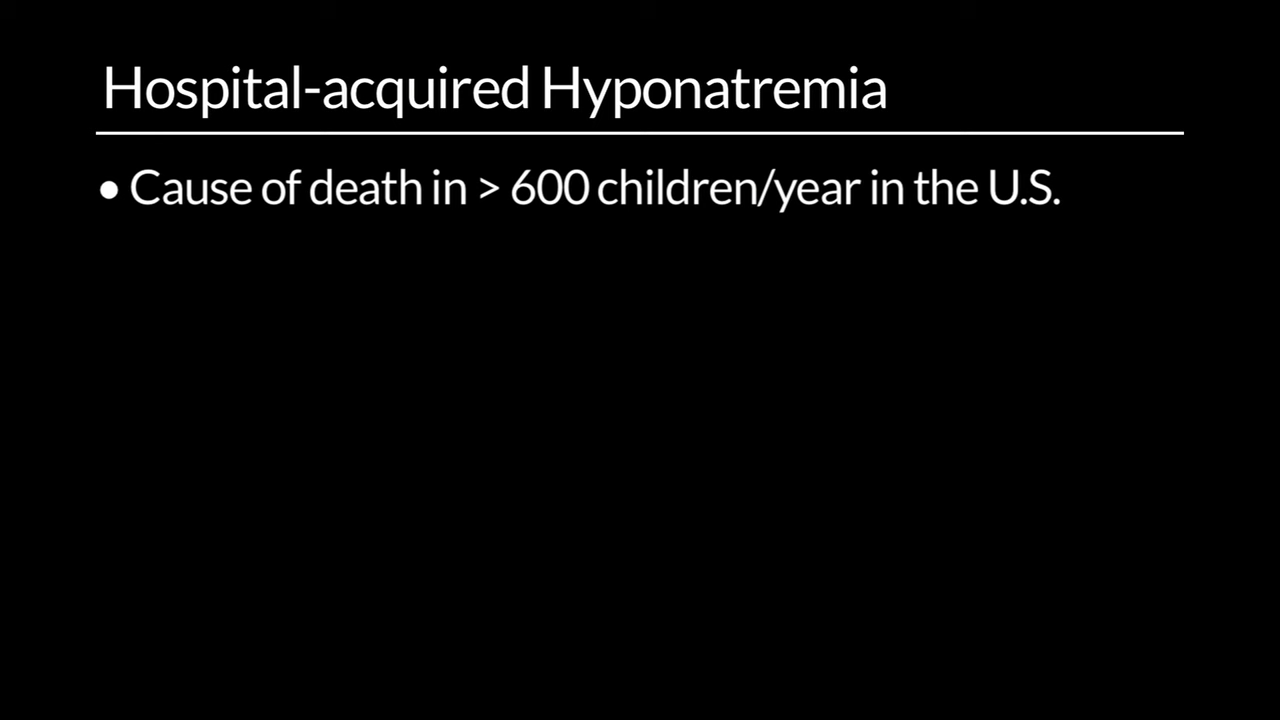 Hospital-acquired Hyponatremia
• Cause of death in > 600 children/year in the U.S.